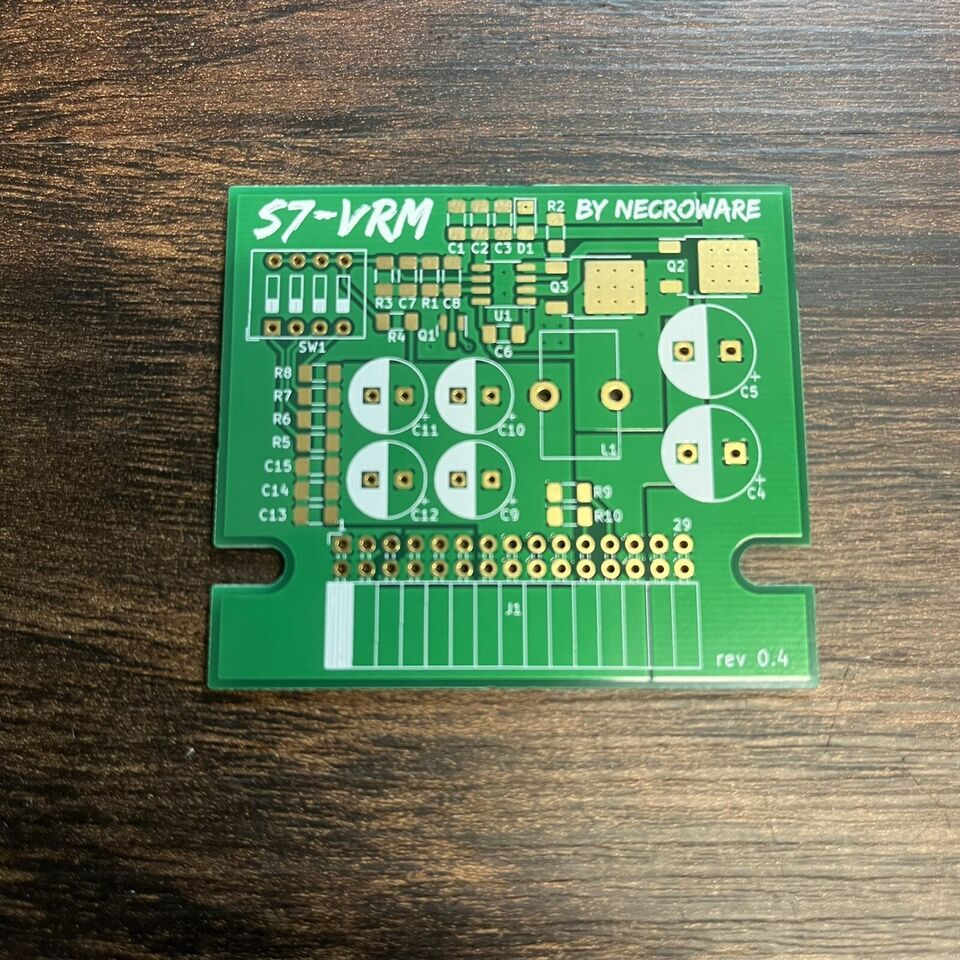 S7-VRM
BY NECROWARE
R2
C1 C2 C3 D1
Q2
Q3
R3 C7 R1 C8
U1
R4
Q1
C6
SW1
R8
R7
R6
R5
C15
C14
C13
C11
C10
C12
C9
L1
C5
C4
R9
R10
1
29
J1
rev 0.4